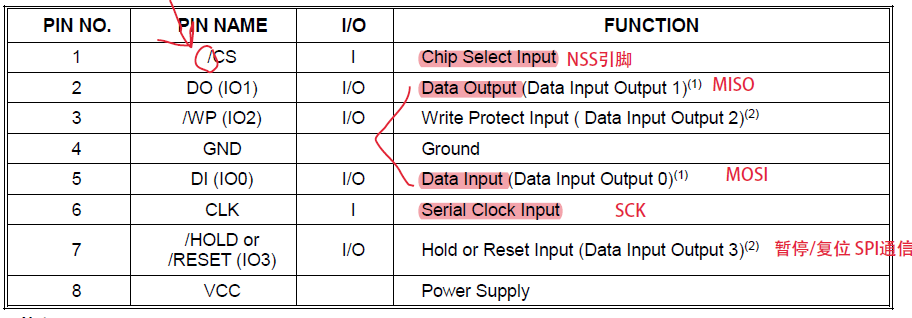 PIN NO. PIN NAME I/O FUNCTION
1 /CS I Chip Select Input NSS引脚
2 DO (IO1) I/O Data Output (Data Input Output 1)(1) MISO
3 /WP (IO2) I/O Write Protect Input ( Data Input Output 2)(2)
4 GND Ground
5 DI (IO0) I/O Data Input (Data Input Output 0)(1) MOSI
6 CLK I Serial Clock Input SCK
7 /HOLD or /RESET (IO3) I/O Hold or Reset Input (Data Input Output 3)(2) 暂停/复位 SPI通信
8 VCC Power Supply